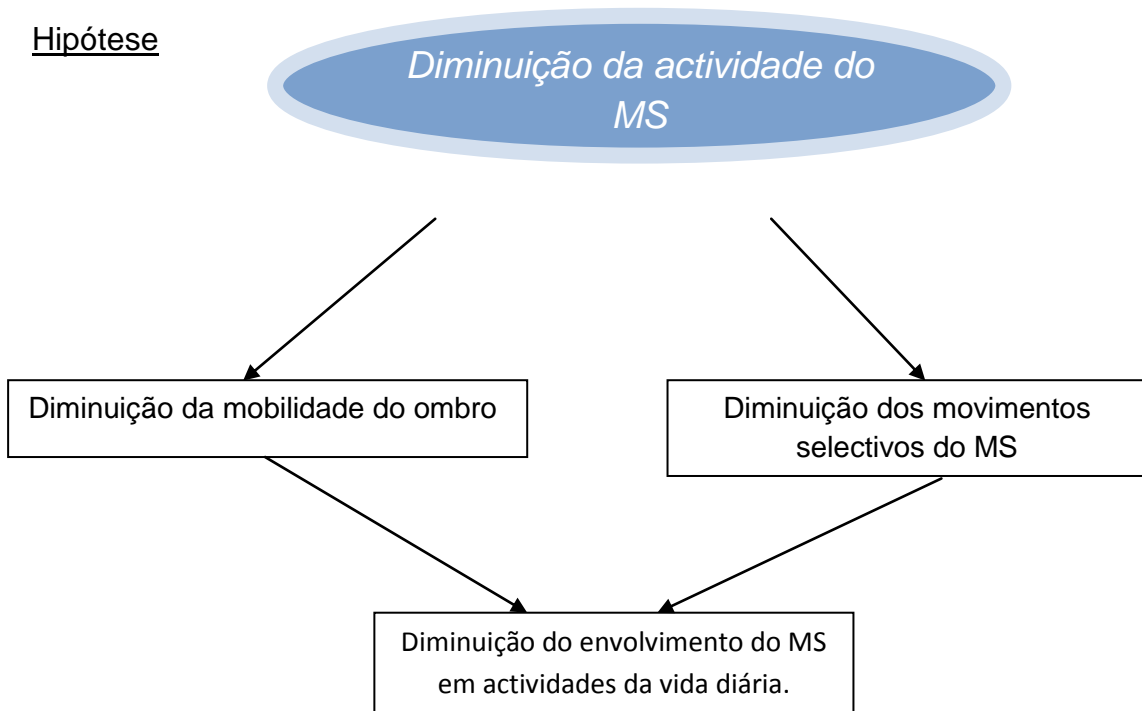 Hipótese
Diminuição da actividade do
MS
Diminuição da mobilidade do ombro
Diminuição dos movimentos
selectivos do MS
Diminuição do envolvimento do MS
em actividades da vida diária.